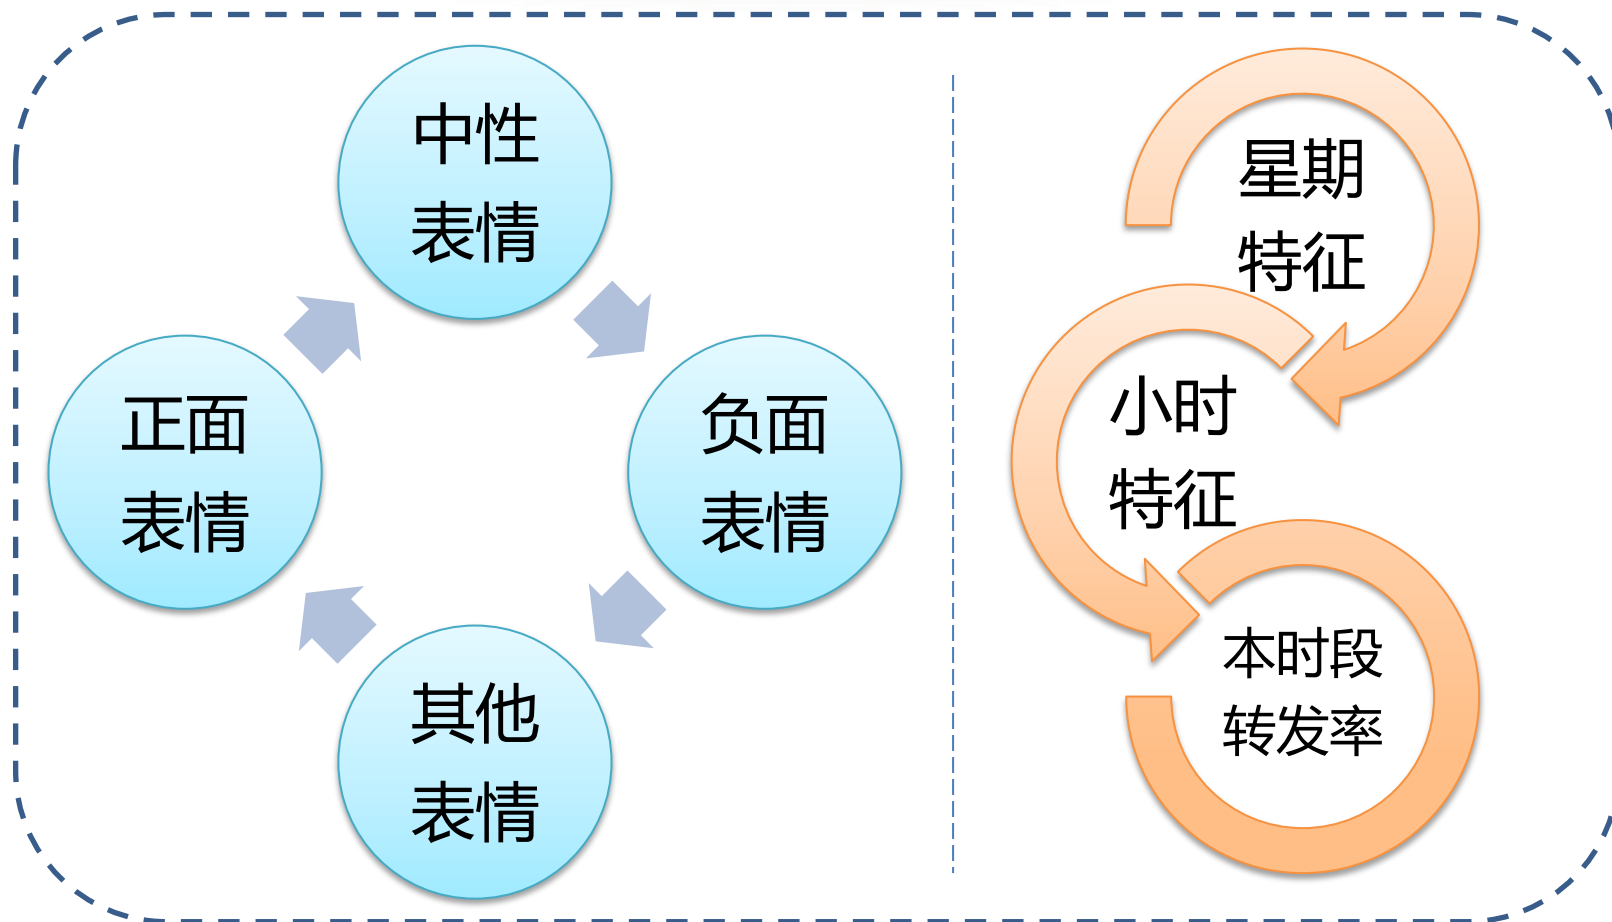 中性
表情
正面
表情
负面
表情
其他
表情
星期
特征
小时
特征
本时段
转发率